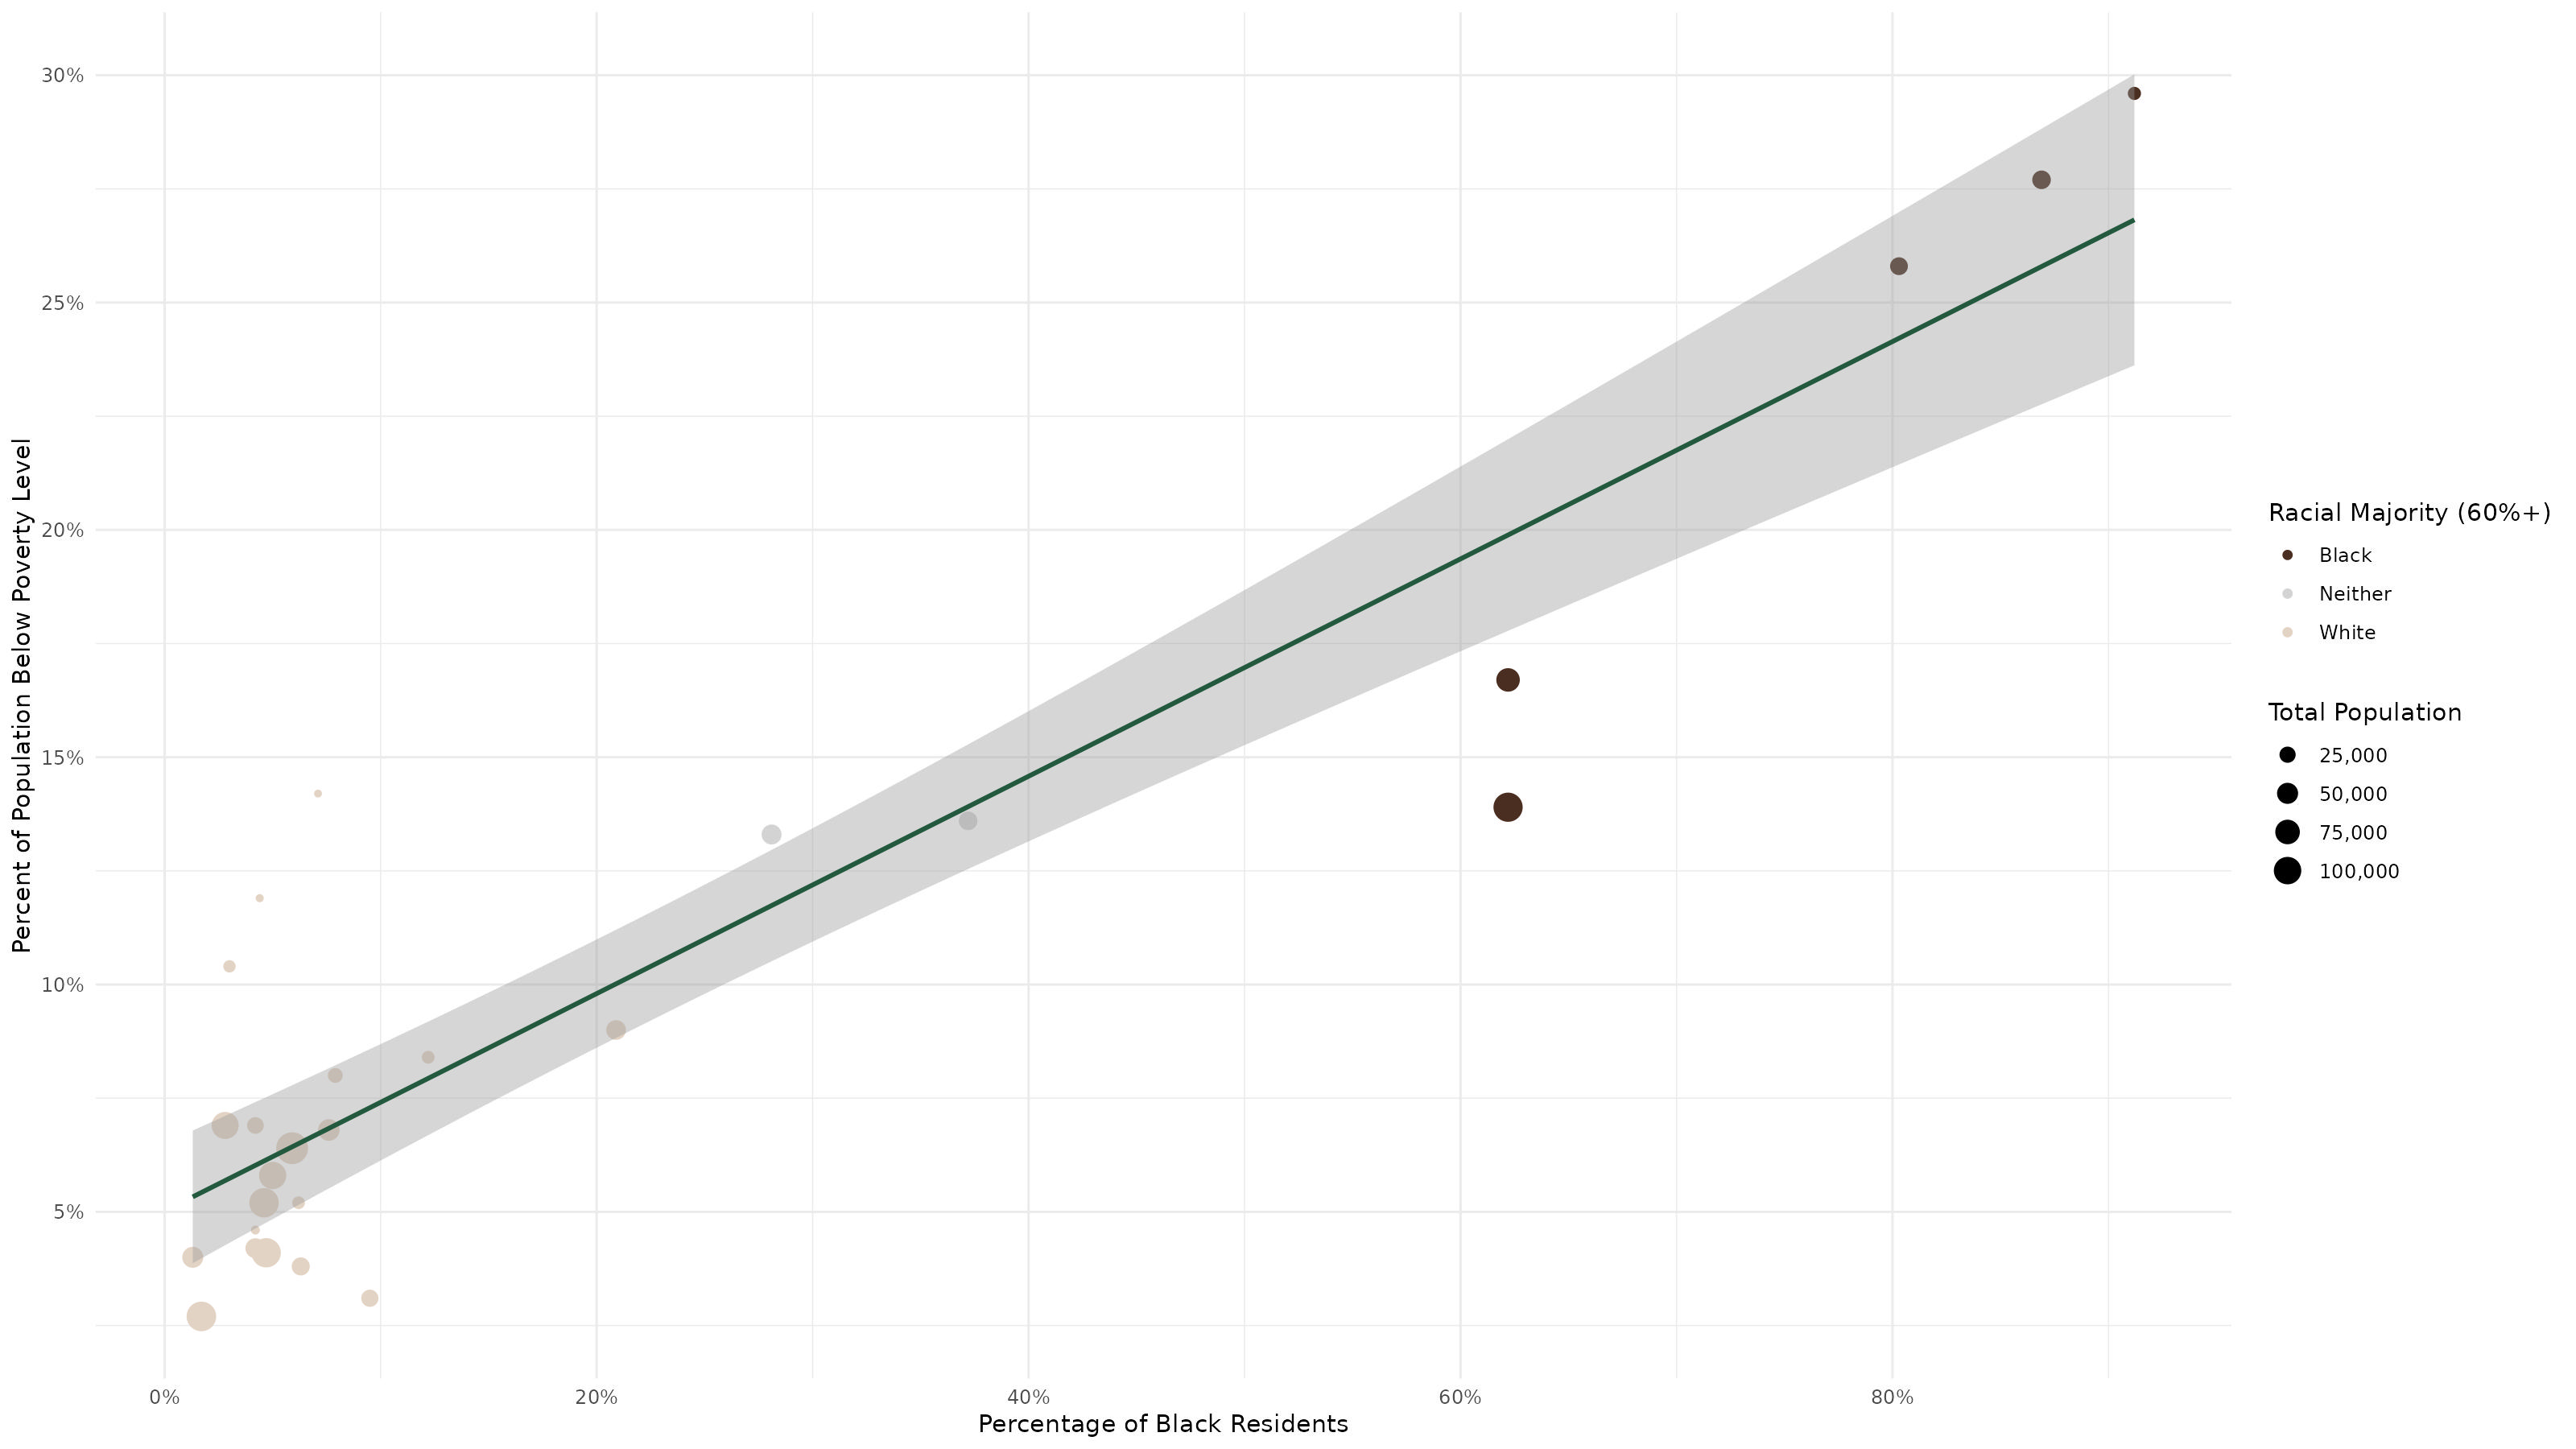 30%
25%
20%
15%
10%
5%
Percent of Population Below Poverty Level
0%
20%
40%
60%
80%
Percentage of Black Residents
Racial Majority (60%+)
Black
Neither
White
Total Population
25,000
50,000
75,000
100,000